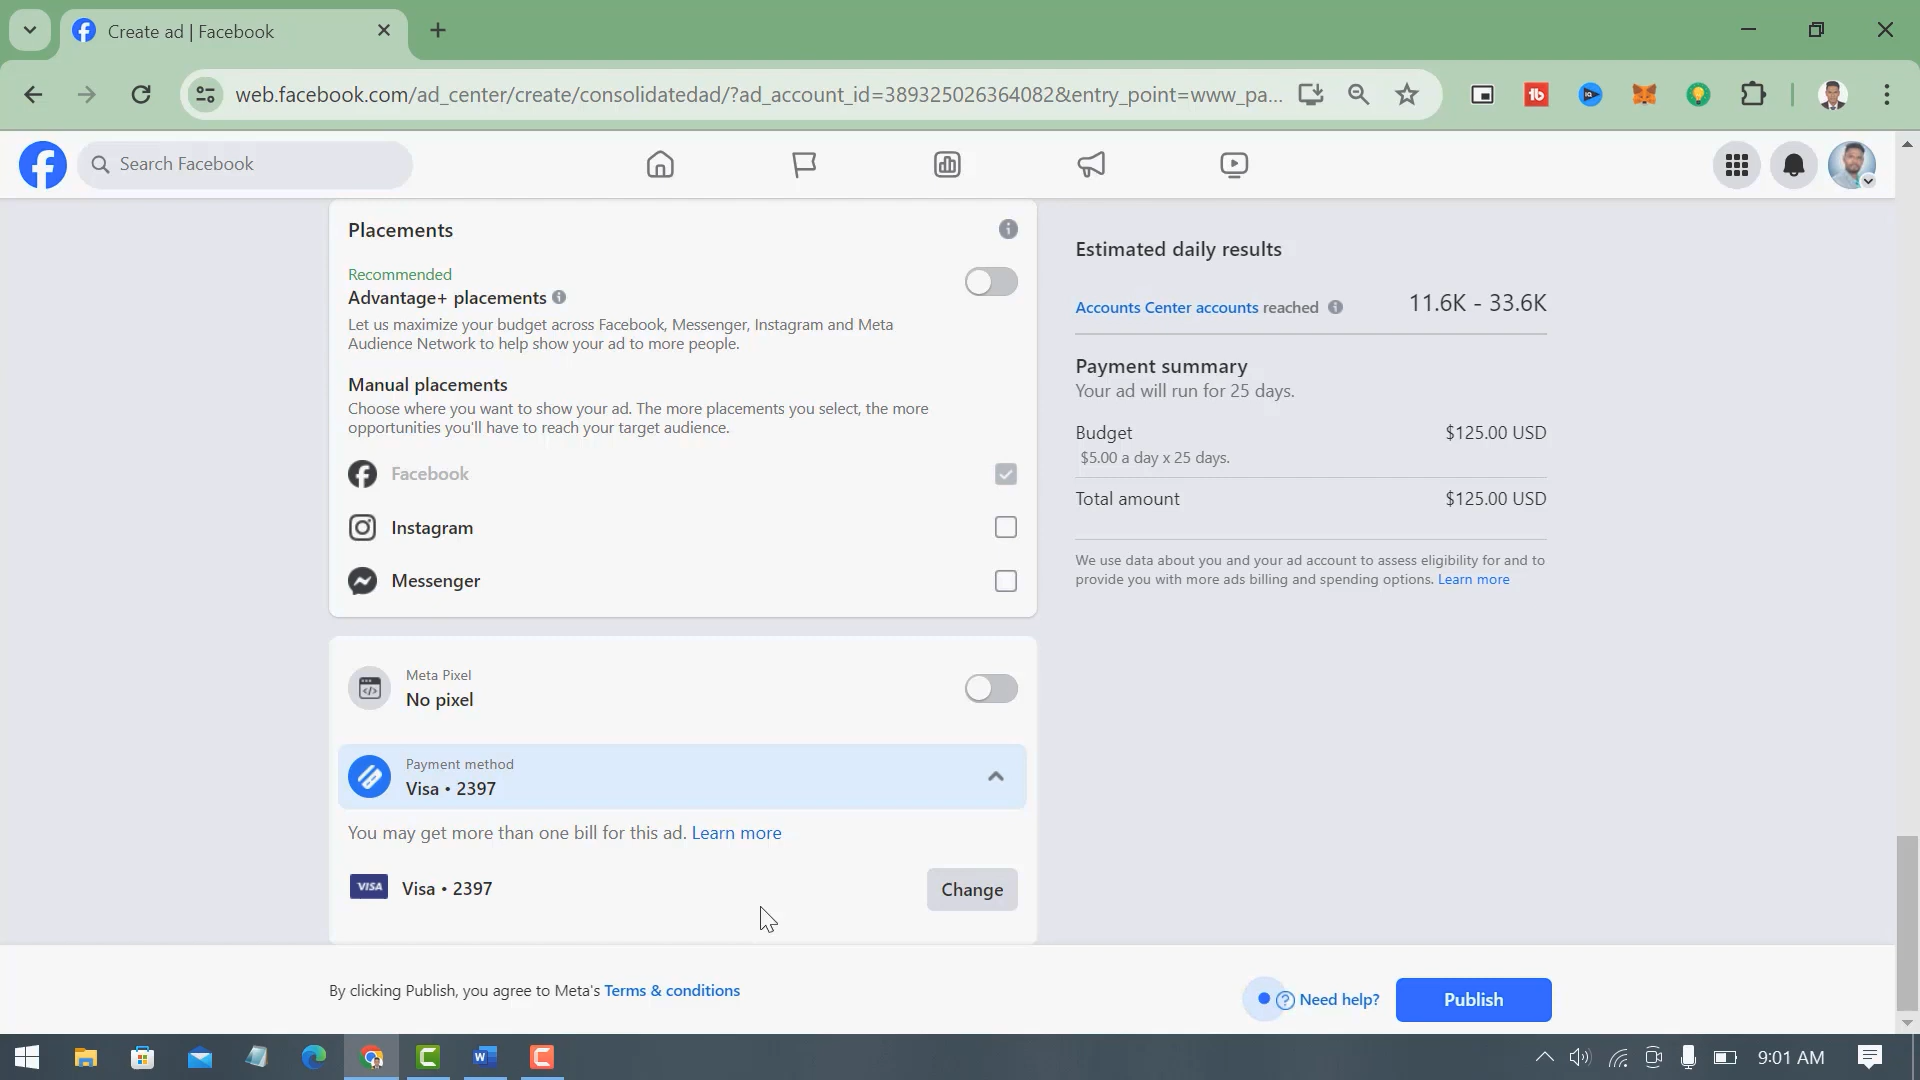 Create ad | Facebook
web.facebook.com/ad_center/create/consolidatedad/?ad_account_id=389325026364082&entry_point=www_pa...
Search Facebook
Placements
Recommended
Advantage+ placements
Let us maximize your budget across Facebook, Messenger, Instagram and Meta
Audience Network to help show your ad to more people.
Manual placements
Choose where you want to show your ad. The more placements you select, the more
opportunities you'll have to reach your target audience.
Facebook
Instagram
Messenger
Meta Pixel
No pixel
Payment method
Visa • 2397
You may get more than one bill for this ad. Learn more
VISA Visa • 2397
Change
Estimated daily results
Accounts Center accounts reached 11.6K - 33.6K
Payment summary
Your ad will run for 25 days.
Budget $125.00 USD
$5.00 a day x 25 days.
Total amount $125.00 USD
We use data about you and your ad account to assess eligibility for and to
provide you with more ads billing and spending options. Learn more
By clicking Publish, you agree to Meta's Terms & conditions
Need help?
Publish
9:01 AM